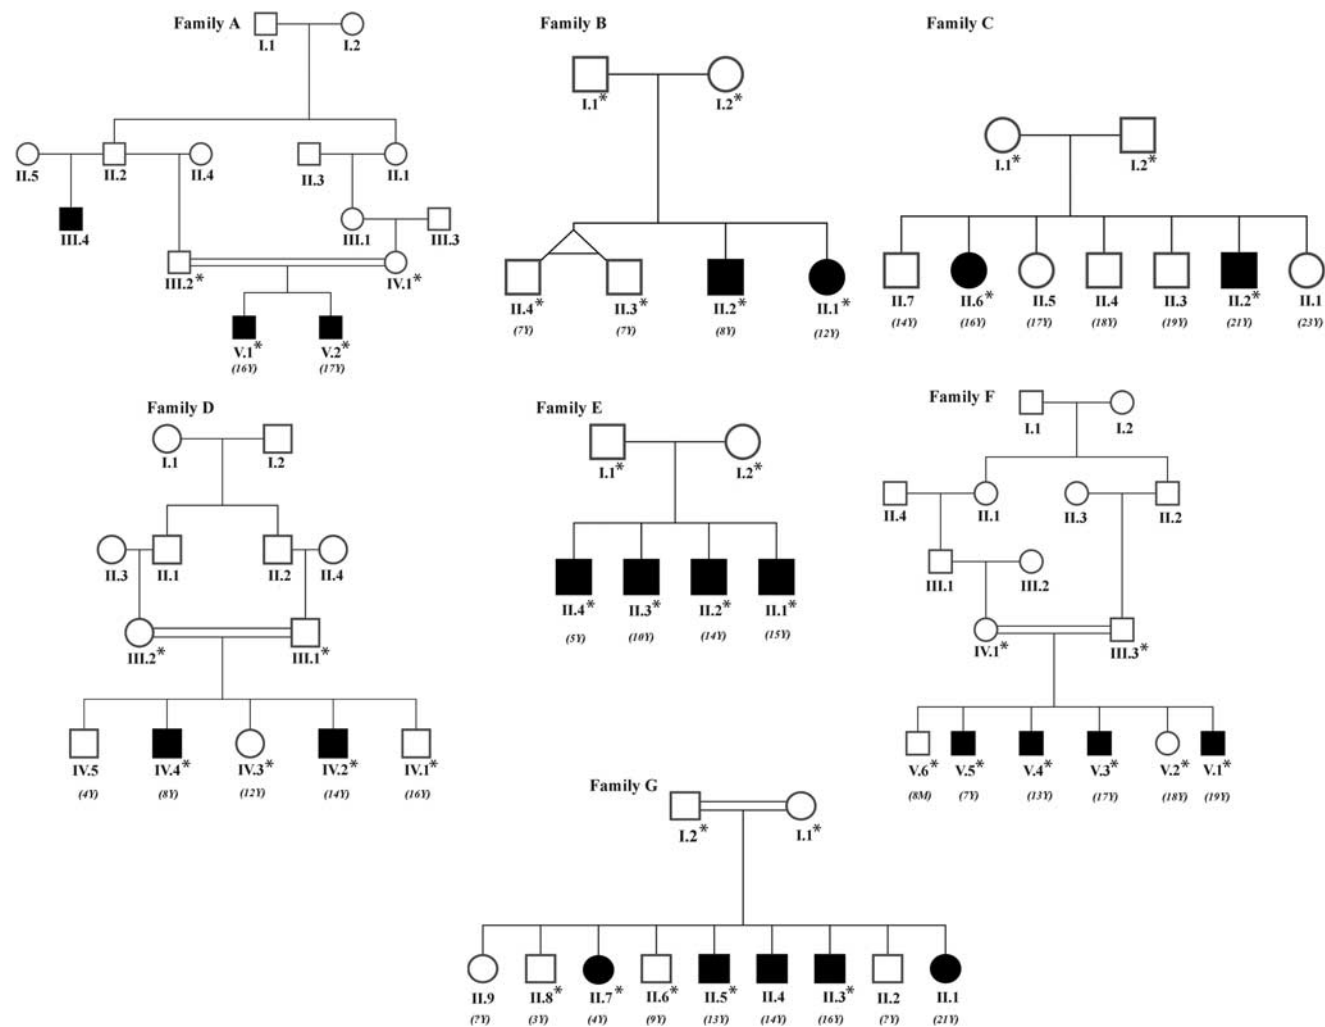 Family A
I.1
I.2
II.5
II.2
II.4
II.3
II.1
III.4
III.1
III.3
III.2*
IV.1*
V.1*
V.2*
(16Y)
(17Y)
Family B
I.1*
I.2*
II.4*
II.3*
II.2*
II.1*
(7Y)
(7Y)
(8Y)
(12Y)
Family C
I.1*
I.2*
II.7
II.6*
II.5
II.4
II.3
II.2*
II.1
(14Y)
(16Y)
(17Y)
(18Y)
(19Y)
(21Y)
(23Y)
Family D
I.1
I.2
II.3
II.1
II.2
II.4
III.2*
III.1*
IV.5
IV.4*
IV.3*
IV.2*
IV.1*
(4Y)
(8Y)
(12Y)
(14Y)
(16Y)
Family E
I.1*
I.2*
II.4*
II.3*
II.2*
II.1*
(5Y)
(10Y)
(14Y)
(15Y)
Family F
I.1
I.2
II.4
II.1
II.3
II.2
III.1
III.2
IV.1*
III.3*
V.6*
V.5*
V.4*
V.3*
V.2*
V.1*
(8M)
(7Y)
(13Y)
(17Y)
(18Y)
(19Y)
Family G
I.2*
I.1*
II.9
II.8*
II.7*
II.6*
II.5*
II.4
II.3*
II.2
II.1
(7Y)
(3Y)
(4Y)
(9Y)
(13Y)
(14Y)
(16Y)
(7Y)
(21Y)